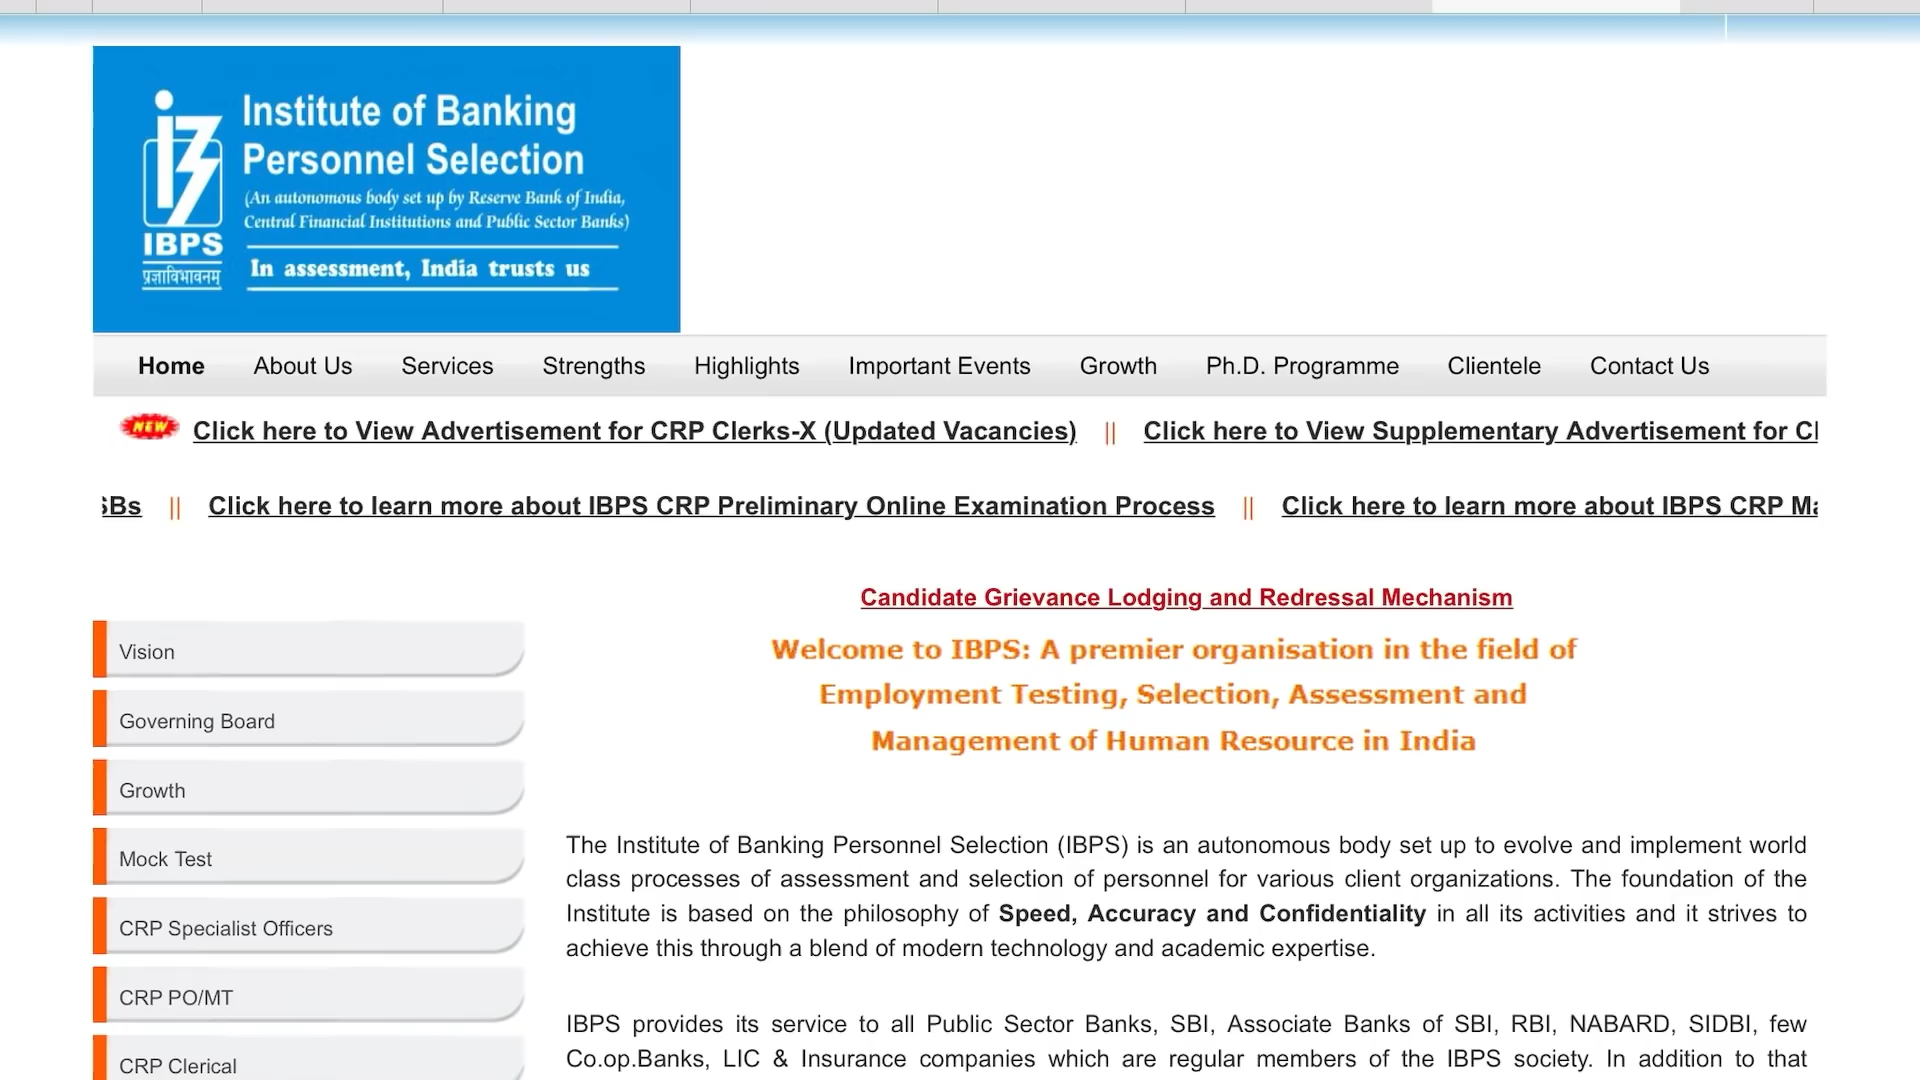 Institute of Banking
Personnel Selection
(An autonomous body set up by Reserve Bank of India,
Central Financial Institutions and Public Sector Banks)
IBPS
प्रज्ञाविभावनम्
In assessment, India trusts us
Home About Us Services Strengths Highlights Important Events Growth Ph.D. Programme Clientele Contact Us
NEW Click here to View Advertisement for CRP Clerks-X (Updated Vacancies) || Click here to View Supplementary Advertisement for
|| Click here to learn more about IBPS CRP Preliminary Online Examination Process || Click here to learn more about IBPS CRP
Candidate Grievance Lodging and Redressal Mechanism
Welcome to IBPS: A premier organisation in the field of
Employment Testing, Selection, Assessment and
Management of Human Resource in India
Vision
Governing Board
Growth
Mock Test
CRP Specialist Officers
CRP PO/MT
CRP Clerical
The Institute of Banking Personnel Selection (IBPS) is an autonomous body set up to evolve and implement world
class processes of assessment and selection of personnel for various client organizations. The foundation of the
Institute is based on the philosophy of Speed, Accuracy and Confidentiality in all its activities and it strives to
achieve this through a blend of modern technology and academic expertise.
IBPS provides its service to all Public Sector Banks, SBI, Associate Banks of SBI, RBI, NABARD, SIDBI, few
Co.op.Banks, LIC & Insurance companies which are regular members of the IBPS society. In addition to that